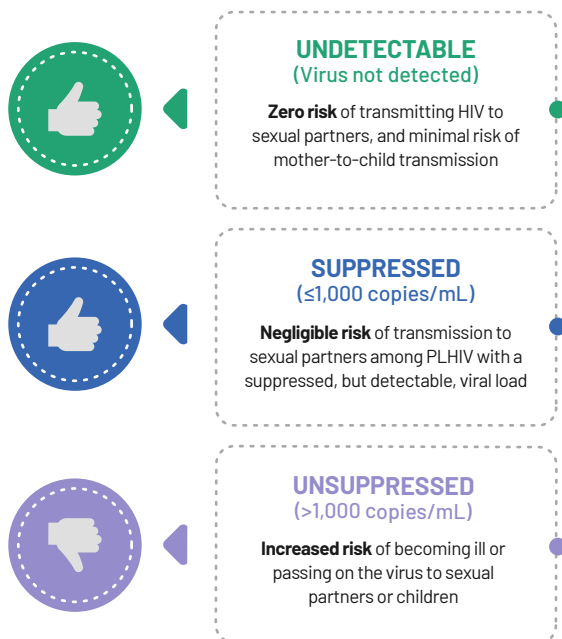 UNDETECTABLE
(Virus not detected)
Zero risk of transmitting HIV to
sexual partners, and minimal risk of
mother-to-child transmission
SUPPRESSED
(≤1,000 copies/mL)
Negligible risk of transmission to
sexual partners among PLHIV with a
suppressed, but detectable, viral load
UNSUPPRESSED
(>1,000 copies/mL)
Increased risk of becoming ill or
passing on the virus to sexual
partners or children